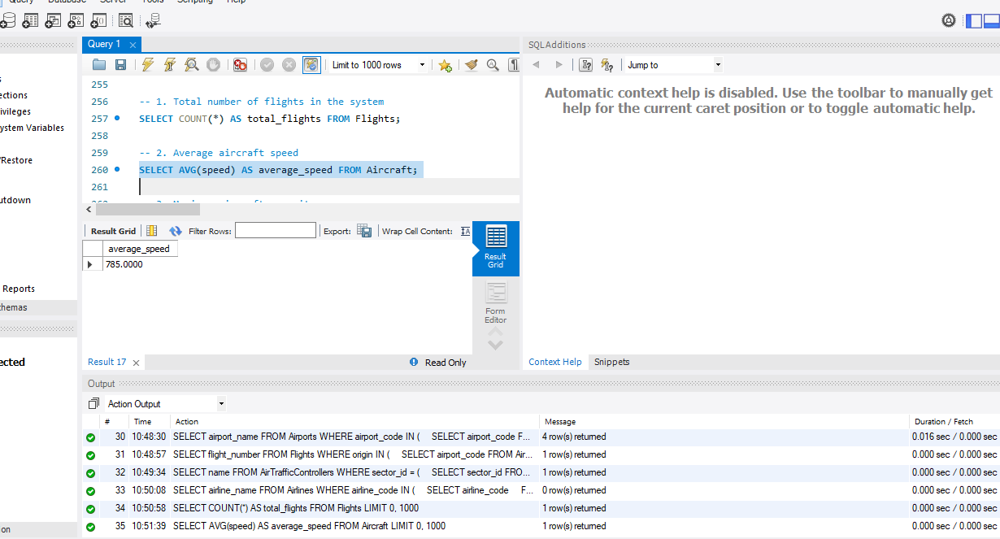 Query Database Server Tools Scripting Help
Query 1
SQLAdditions
Limit to 1000 rows
Jump to
255
256 -- 1. Total number of flights in the system
257 SELECT COUNT(*) AS total_flights FROM Flights;
258
259 -- 2. Average aircraft speed
260 SELECT AVG(speed) AS average_speed FROM Aircraft;
261
Automatic context help is disabled. Use the toolbar to manually get
help for the current caret position or to toggle automatic help.
ections
ivileges
ystem Variables
/Restore
utdown
Reports
hemas
ected
on
Result Grid Filter Rows: Export: Wrap Cell Content:
average_speed
785.0000
Result
Grid
Form
Editor
Result 17
Read Only
Context Help Snippets
Output
Action Output
# Time Action Message Duration / Fetch
30 10:48:30 SELECT airport_name FROM Airports WHERE airport_code IN ( SELECT airport_code F... 4 row(s) returned 0.016 sec / 0.000 sec
31 10:48:57 SELECT flight_number FROM Flights WHERE origin IN ( SELECT airport_code FROM Air... 1 row(s) returned 0.000 sec / 0.000 sec
32 10:49:34 SELECT name FROM AirTrafficControllers WHERE sector_id = ( SELECT sector_id FRO... 1 row(s) returned 0.000 sec / 0.000 sec
33 10:50:08 SELECT airline_name FROM Airlines WHERE airline_code IN ( SELECT airline_code F... 0 row(s) returned 0.000 sec / 0.000 sec
34 10:50:58 SELECT COUNT(*) AS total_flights FROM Flights LIMIT 0, 1000 1 row(s) returned 0.000 sec / 0.000 sec
35 10:51:39 SELECT AVG(speed) AS average_speed FROM Aircraft LIMIT 0, 1000 1 row(s) returned 0.000 sec / 0.000 sec